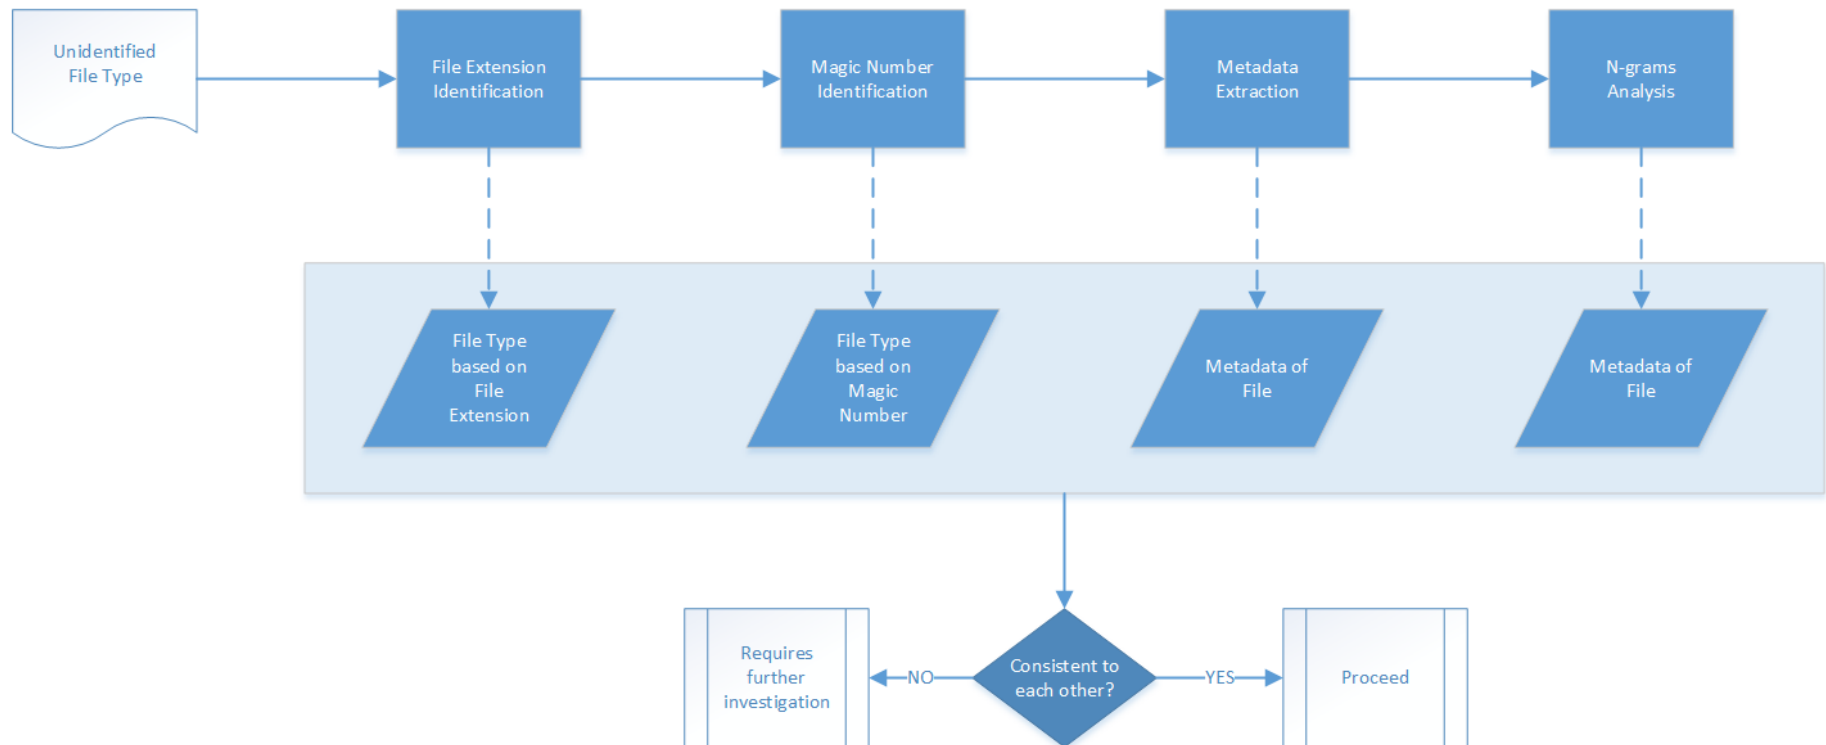 Unidentified
File Type
File Extension
Identification
Magic Number
Identification
Metadata
Extraction
N-grams
Analysis
File Type
based on
File
Extension
File Type
based on
Magic
Number
Metadata of
File
Metadata of
File
Requires
further
investigation
NO
Consistent to
each other?
YES
Proceed